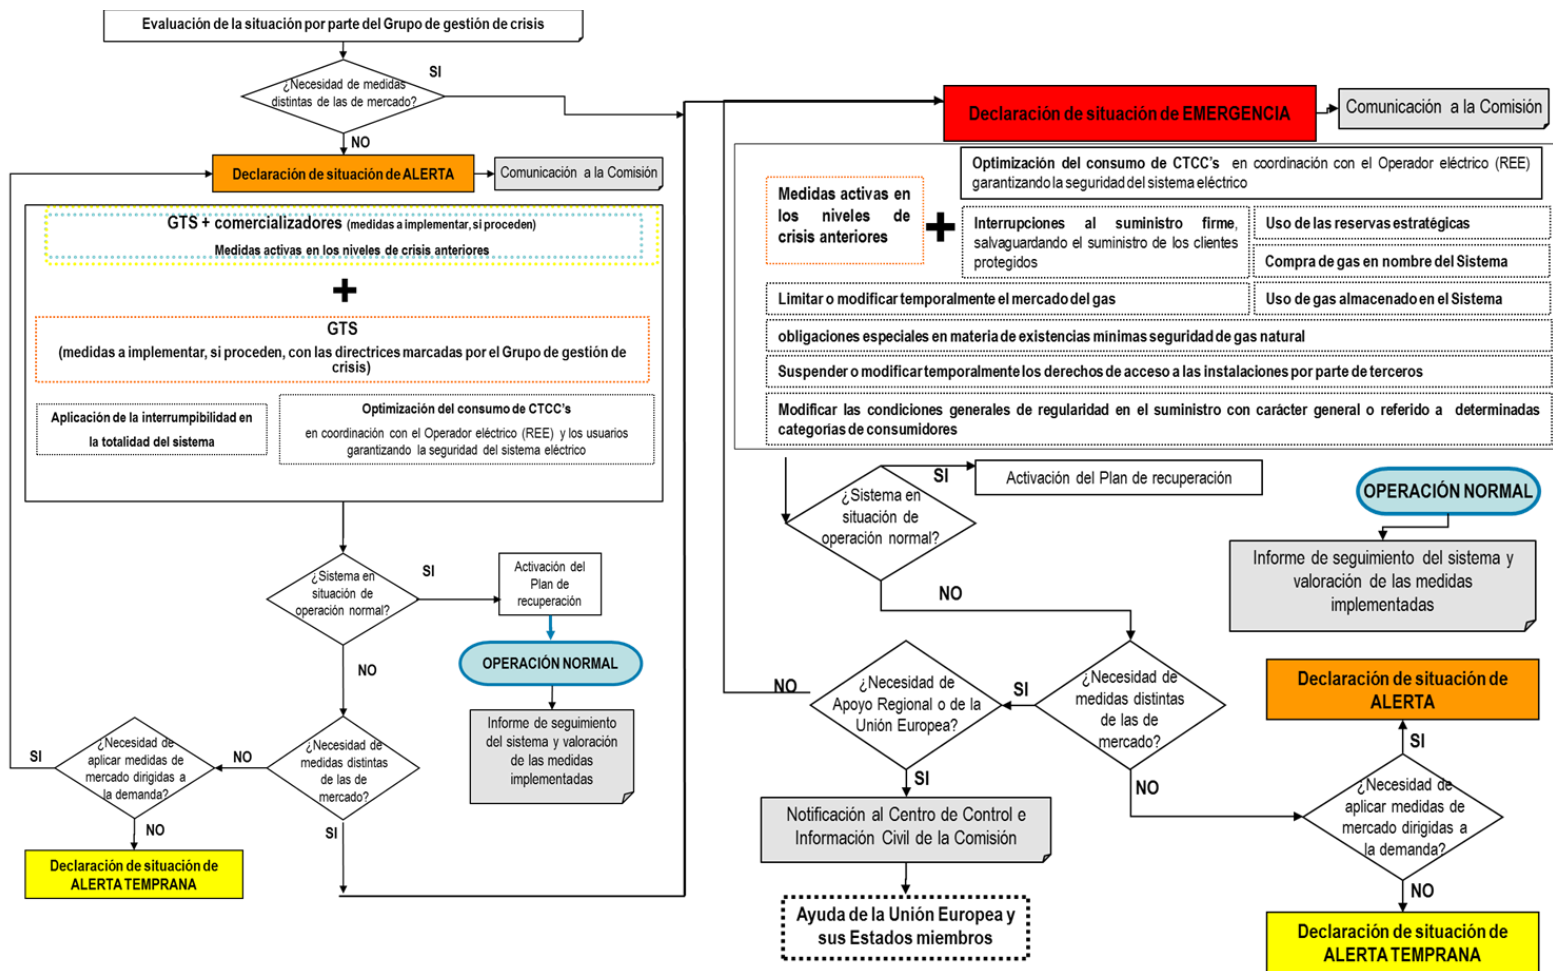 Evaluación de la situación por parte del Grupo de gestión de crisis
¿Necesidad de medidas
distintas de las de mercado?
SI
NO
Declaración de situación de ALERTA
Comunicación a la Comisión
GTS + comercializadores (medidas a implementar, si proceden)
Medidas activas en los niveles de crisis anteriores
+
GTS
(medidas a implementar, si proceden, con las directrices marcadas por el Grupo de gestión de
crisis)
Aplicación de la interrumpibilidad en
la totalidad del sistema
Optimización del consumo de CTCC's
en coordinación con el Operador eléctrico (REE) y los usuarios
garantizando la seguridad del sistema eléctrico
¿Sistema en
situación de
operación normal?
SI
Activación del
Plan de
recuperación
OPERACIÓN NORMAL
Informe de seguimiento
del sistema y valoración
de las medidas
implementadas
NO
¿Necesidad de
medidas distintas
de las de
mercado?
NO
¿Necesidad de
aplicar medidas de
mercado dirigidas a
la demanda?
SI
NO
SI
Declaración de situación de
ALERTA TEMPRANA
Declaración de situación de EMERGENCIA
Comunicación a la Comisión
Medidas activas en
los niveles de
crisis anteriores
+
Optimización del consumo de CTCC's en coordinación con el Operador eléctrico (REE)
garantizando la seguridad del sistema eléctrico
Interrupciones al suministro firme,
salvaguardando el suministro de los clientes
protegidos
Uso de las reservas estratégicas
Compra de gas en nombre del Sistema
Limitar o modificar temporalmente el mercado del gas
Uso de gas almacenado en el Sistema
obligaciones especiales en materia de existencias mínimas seguridad de gas natural
Suspender o modificar temporalmente los derechos de acceso a las instalaciones por parte de terceros
Modificar las condiciones generales de regularidad en el suministro con carácter general o referido a determinadas
categorías de consumidores
¿Sistema en
situación de
operación normal?
SI
Activación del Plan de recuperación
OPERACIÓN NORMAL
Informe de seguimiento del sistema y
valoración de las medidas
implementadas
NO
¿Necesidad de
medidas distintas
de las de
mercado?
SI
¿Necesidad de
Apoyo Regional o de la
Unión Europea?
NO
SI
Notificación al Centro de Control e
Información Civil de la Comisión
Ayuda de la Unión Europea y
sus Estados miembros
NO
Declaración de situación de
ALERTA
SI
¿Necesidad de
aplicar medidas de
mercado dirigidas a
la demanda?
NO
Declaración de situación de
ALERTA TEMPRANA